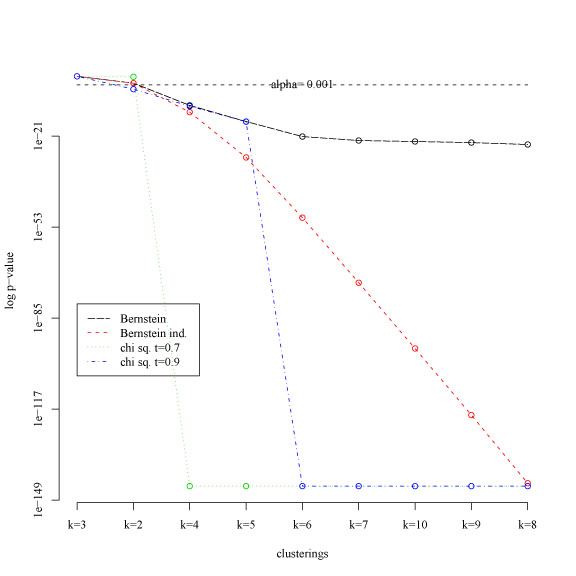 alpha= 0.001
1e−21
1e−53
1e−85
1e−117
1e−149
log p−value
Bernstein
Bernstein ind.
chi sq. t=0.7
chi sq. t=0.9
k=3 k=2 k=4 k=5 k=6 k=7 k=10 k=9 k=8
clusterings